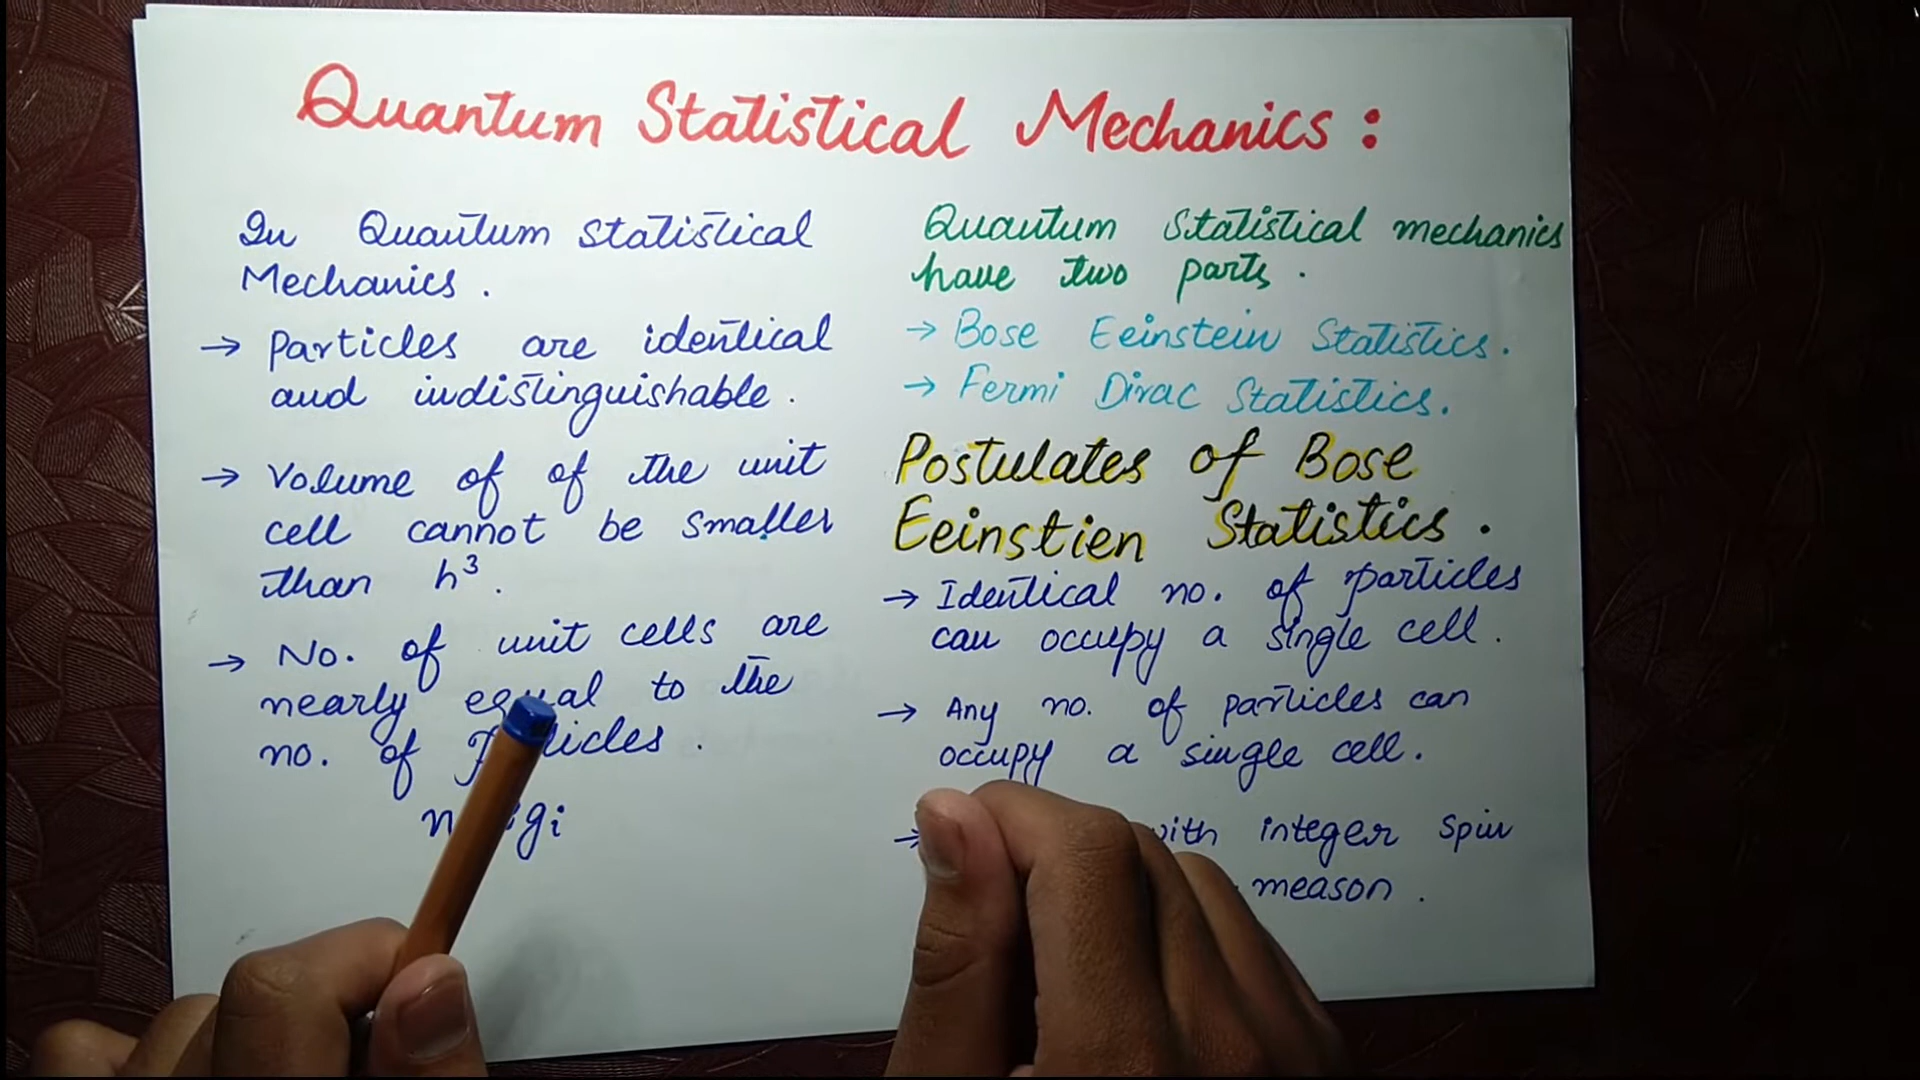 Quantum Statistical Mechanics :
In Quantum Statistical
Mechanics .
→ Particles are identical
and indistinguishable .
→ Volume of of the unit
cell cannot be smaller
than h³ .
→ No. of unit cells are
nearly equal to the
no. of
gi
Quantum Statistical mechanics
have two parts .
→ Bose Eeinstein Statistics .
→ Fermi Dirac Statistics .
Postulates of Bose
Eeinstien Statistics .
→ Identical no. of particles
can occupy a single cell .
→ Any no. of particles can
occupy a single cell .
→ with integer spin
meason .